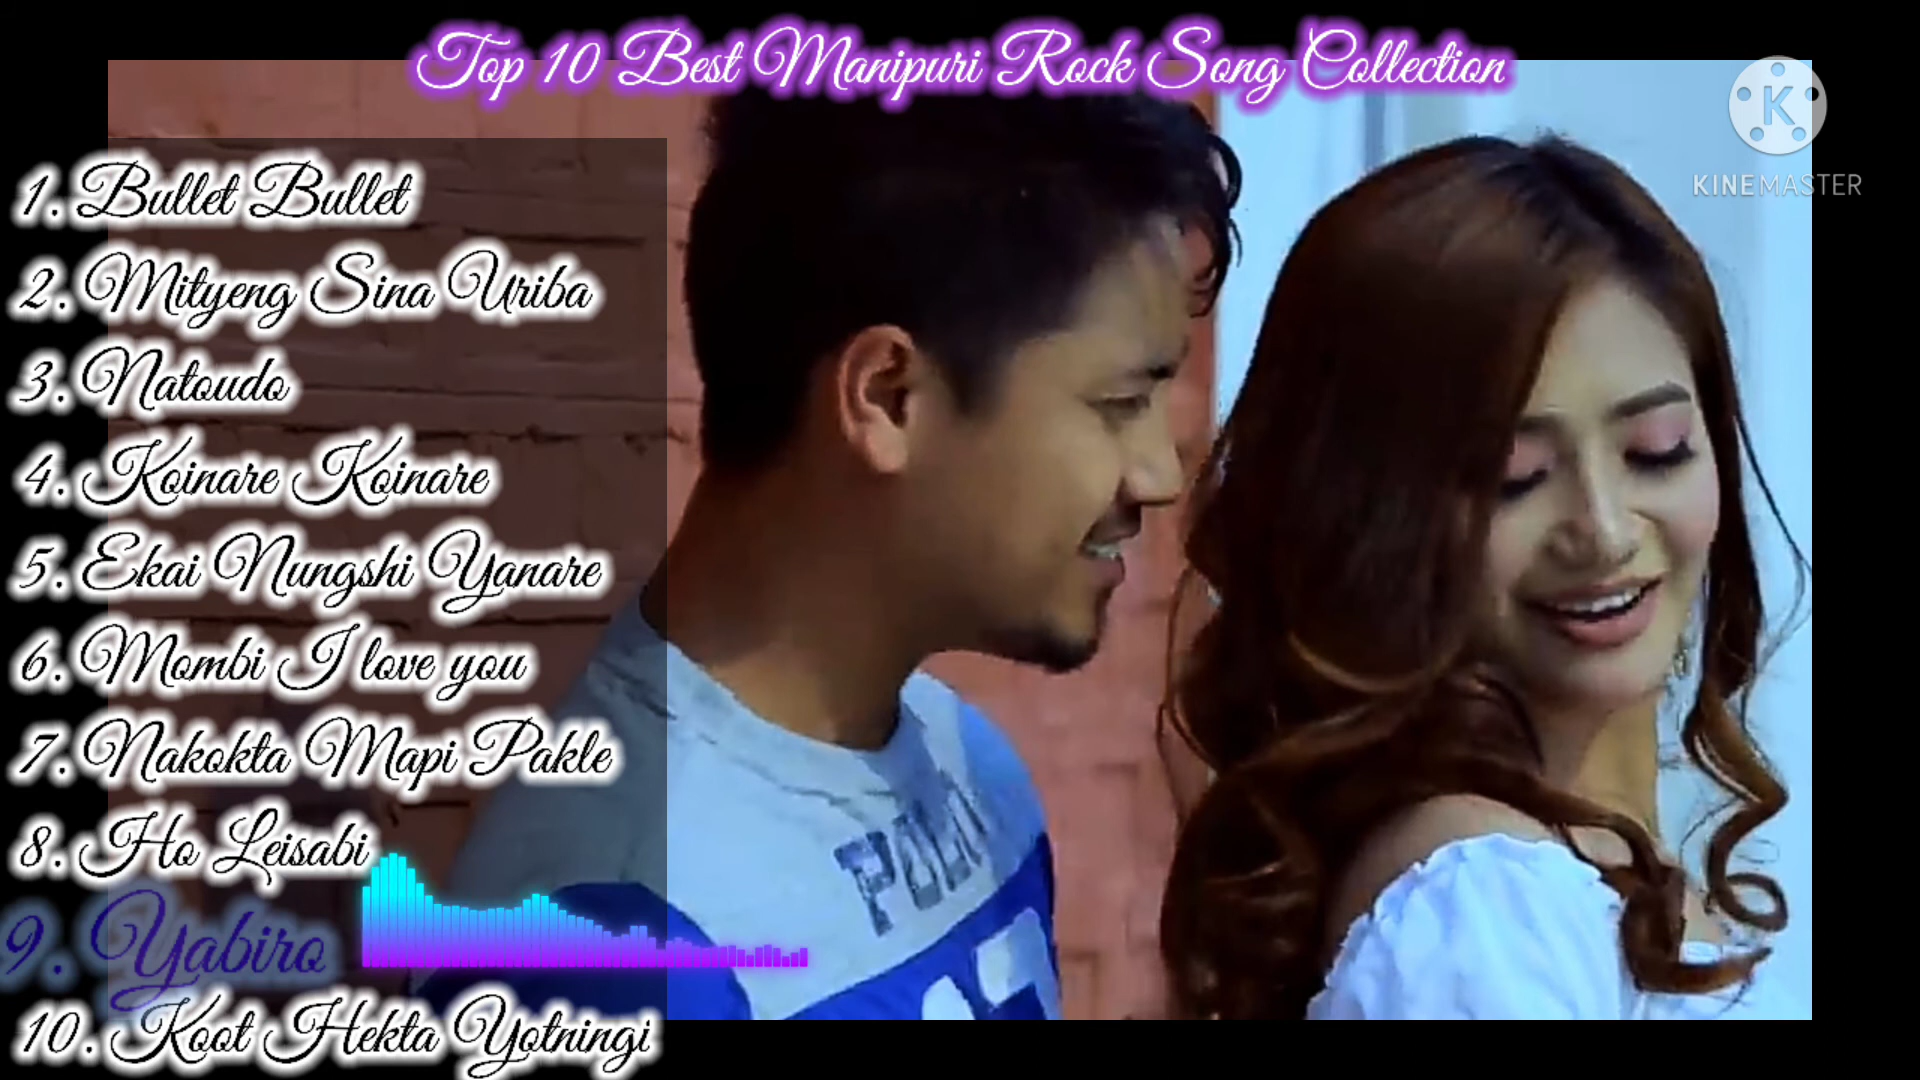 Top 10 Best Manipuri Rock Song Collection
K
KINEMASTER
1. Bullet Bullet
2. Mityeng Sina Uriba
3. Natoudo
4. Koinare Koinare
5. Ekai Nungshi Yanare
6. Mombi I love you
7. Nakokta Mapi Pakle
8. Ho Leisabi
9. Yabiro
10. Koot Hekta Yotningi